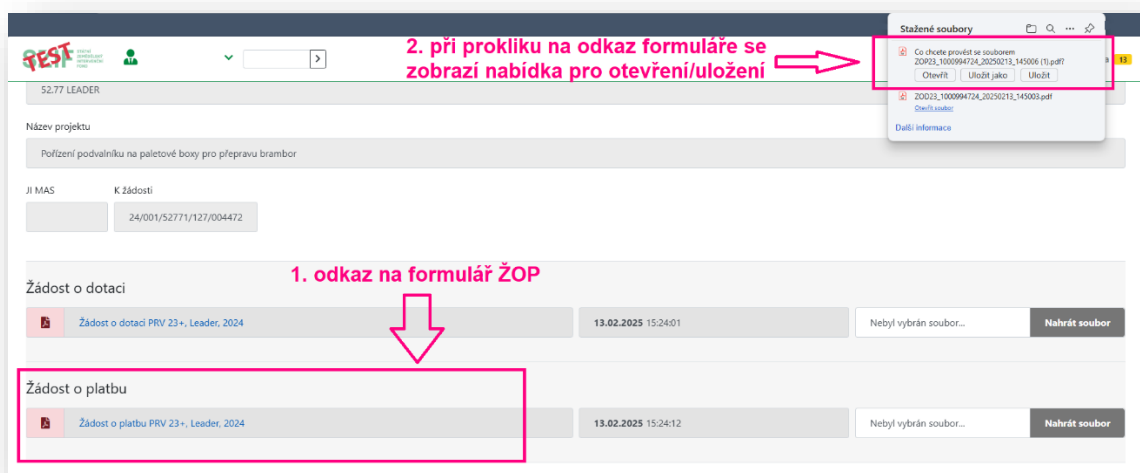 Stažené soubory
TEST
STÁTNÍ
ZEMĚDĚLSKÝ
INTERVENČNÍ
FOND
2. při prokliku na odkaz formuláře se
zobrazí nabídka pro otevření/uložení
Co chcete provést se souborem
ZOP23_1000994724_20250213_145006 (1).pdf?
Otevřít Uložit jako Uložit
13
ZOD23_1000994724_20250213_145003.pdf
Otevřít soubor
Další informace
52.77 LEADER
Název projektu
Pořízení podvalníku na paletové boxy pro přepravu brambor
JI MAS K žádosti
24/001/52771/127/004472
1. odkaz na formulář ŽOP
Žádost o dotaci
Žádost o dotaci PRV 23+, Leader, 2024 13.02.2025 15:24:01 Nebyl vybrán soubor... Nahrát soubor
Žádost o platbu
Žádost o platbu PRV 23+, Leader, 2024 13.02.2025 15:24:12 Nebyl vybrán soubor... Nahrát soubor